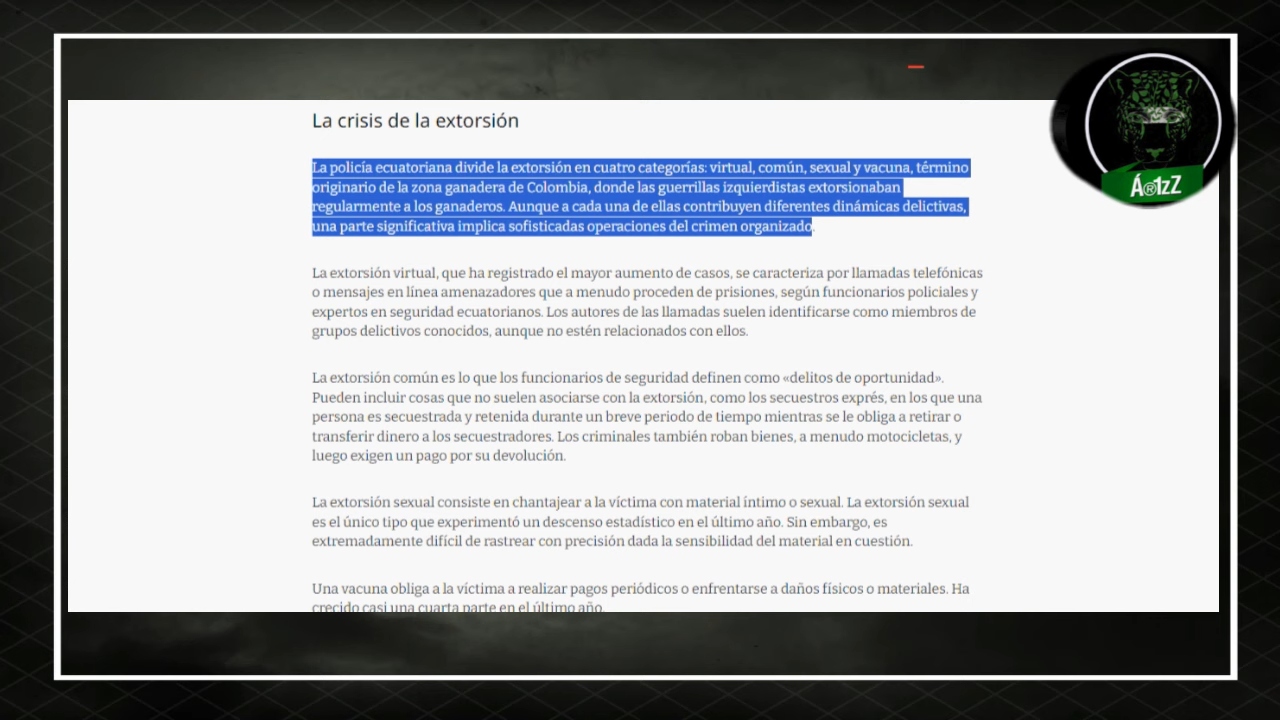 La crisis de la extorsión
La policía ecuatoriana divide la extorsión en cuatro categorías: virtual, común, sexual y vacuna, término
originario de la zona ganadera de Colombia, donde las guerrillas izquierdistas extorsionaban
regularmente a los ganaderos. Aunque a cada una de ellas contribuyen diferentes dinámicas delictivas,
una parte significativa implica sofisticadas operaciones del crimen organizado.
La extorsión virtual, que ha registrado el mayor aumento de casos, se caracteriza por llamadas telefónicas
o mensajes en línea amenazadores que a menudo proceden de prisiones, según funcionarios policiales y
expertos en seguridad ecuatorianos. Los autores de las llamadas suelen identificarse como miembros de
grupos delictivos conocidos, aunque no estén relacionados con ellos.
La extorsión común es lo que los funcionarios de seguridad definen como «delitos de oportunidad».
Pueden incluir cosas que no suelen asociarse con la extorsión, como los secuestros exprés, en los que una
persona es secuestrada y retenida durante un breve periodo de tiempo mientras se le obliga a retirar o
transferir dinero a los secuestradores. Los criminales también roban bienes, a menudo motocicletas, y
luego exigen un pago por su devolución.
La extorsión sexual consiste en chantajear a la víctima con material íntimo o sexual. La extorsión sexual
es el único tipo que experimentó un descenso estadístico en el último año. Sin embargo, es
extremadamente difícil de rastrear con precisión dada la sensibilidad del material en cuestión.
Una vacuna obliga a la víctima a realizar pagos periódicos o enfrentarse a daños físicos o materiales. Ha
crecido casi una cuarta parte en el último año.
Á®1zZ